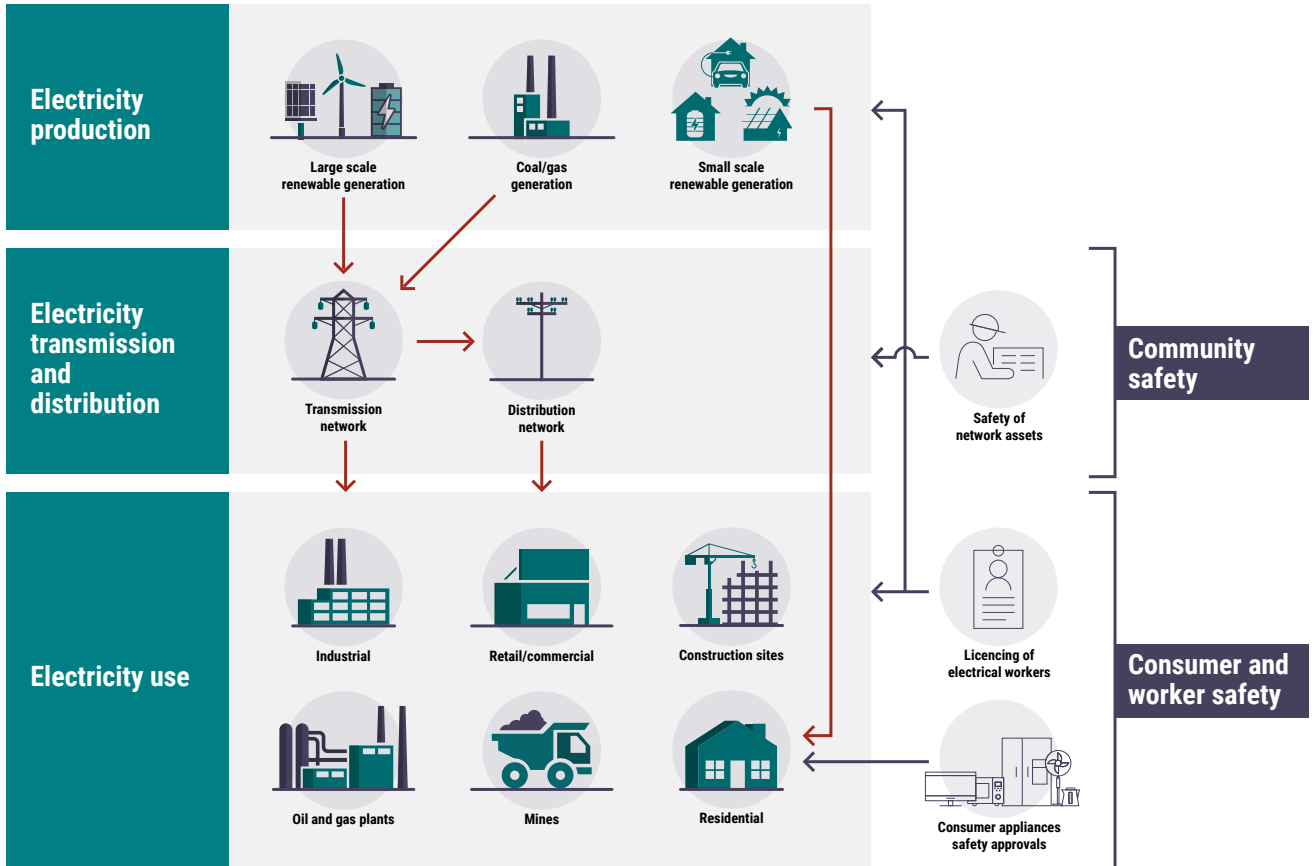 Electricity
production
Large scale
renewable generation
Coal/gas
generation
Small scale
renewable generation
Electricity
transmission
and
distribution
Transmission
network
Distribution
network
Safety of
network assets
Community
safety
Electricity use
Industrial
Retail/commercial
Construction sites
Licencing of
electrical workers
Consumer and
worker safety
Oil and gas plants
Mines
Residential
Consumer appliances
safety approvals